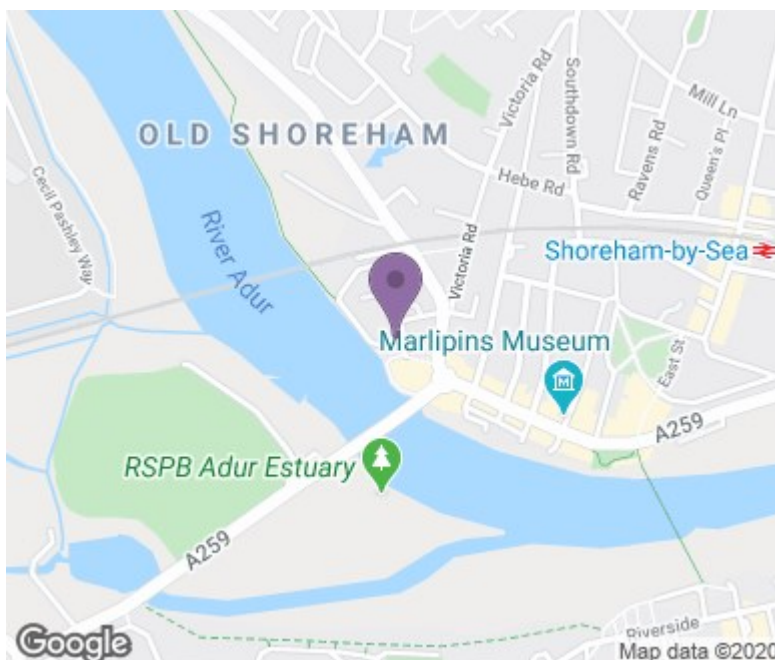 Victoria Rd
Southdown Rd
Mill Ln
OLD SHOREHAM
Ravens Rd
Queen's Pl
Hebe Rd
Cecil Pashley Way
River Adur
Victoria Rd
Shoreham-by-Sea
Marlipins Museum
M
East St.
A259
RSPB Adur Estuary
A259
Riverside
Google
Map data ©2020